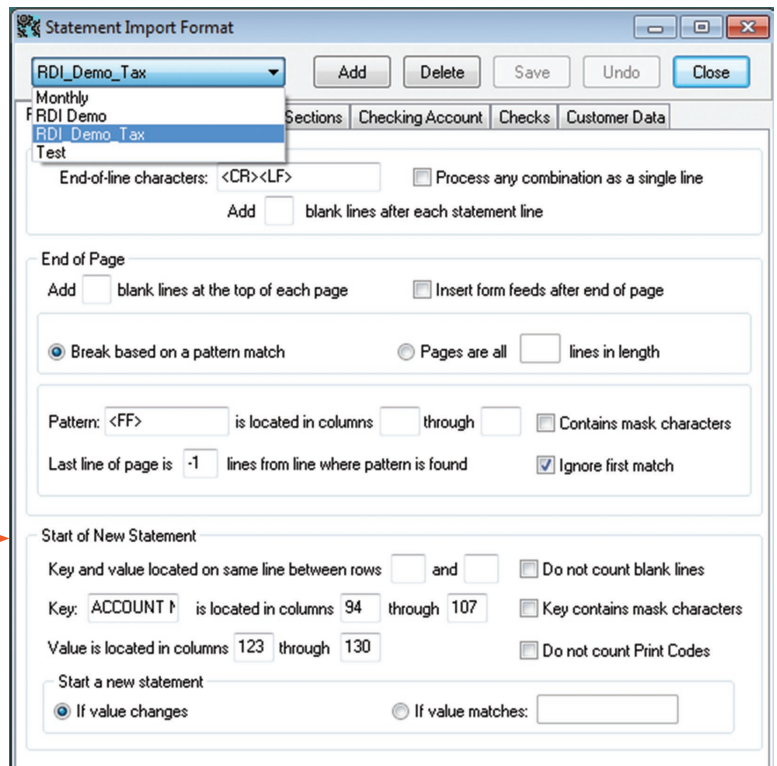 Statement Import Format
RDI_Demo_Tax Add Delete Save Undo Close
Monthly
RDI Demo
RDI_Demo_Tax
Test
Sections Checking Account Checks Customer Data
End-of-line characters: <CR><LF> Process any combination as a single line
Add blank lines after each statement line
End of Page
Add blank lines at the top of each page Insert form feeds after end of page
Break based on a pattern match Pages are all lines in length
Pattern: <FF> is located in columns through Contains mask characters
Last line of page is -1 lines from line where pattern is found Ignore first match
Start of New Statement
Key and value located on same line between rows and Do not count blank lines
Key: ACCOUNT is located in columns 94 through 107 Key contains mask characters
Value is located in columns 123 through 130 Do not count Print Codes
Start a new statement
If value changes If value matches: